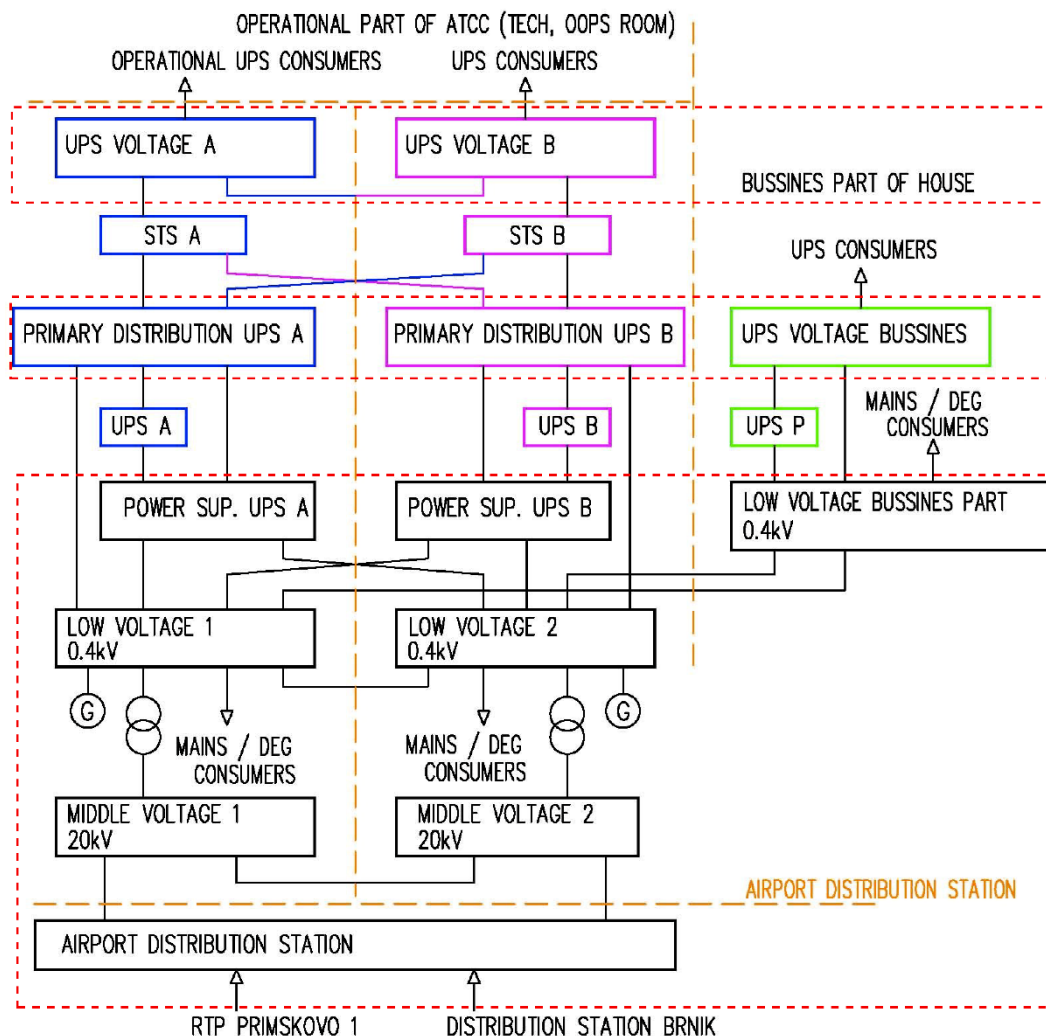 OPERATIONAL PART OF ATCC (TECH, OOPS ROOM)
OPERATIONAL UPS CONSUMERS
UPS CONSUMERS
UPS VOLTAGE A
UPS VOLTAGE B
BUSSINES PART OF HOUSE
STS A
STS B
UPS CONSUMERS
PRIMARY DISTRIBUTION UPS A
PRIMARY DISTRIBUTION UPS B
UPS VOLTAGE BUSSINES
MAINS / DEG
CONSUMERS
UPS A
UPS B
UPS P
POWER SUP. UPS A
POWER SUP. UPS B
LOW VOLTAGE BUSSINES PART
0.4kV
LOW VOLTAGE 1
0.4kV
LOW VOLTAGE 2
0.4kV
G
G
MAINS / DEG
CONSUMERS
MAINS / DEG
CONSUMERS
MIDDLE VOLTAGE 1
20kV
MIDDLE VOLTAGE 2
20kV
AIRPORT DISTRIBUTION STATION
AIRPORT DISTRIBUTION STATION
RTP PRIMSKOVO 1
DISTRIBUTION STATION BRNIK